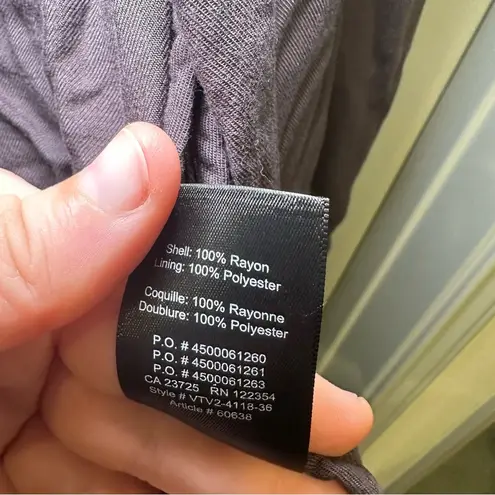 Shell: 100% Rayon
Lining: 100% Polyester
Coquille: 100% Rayonne
Doublure: 100% Polyester
P.O. # 4500061260
P.O. # 4500061261
P.O. # 4500061263
CA 23725 RN 122354
Style # VTV2-4118-36
Article # 60638